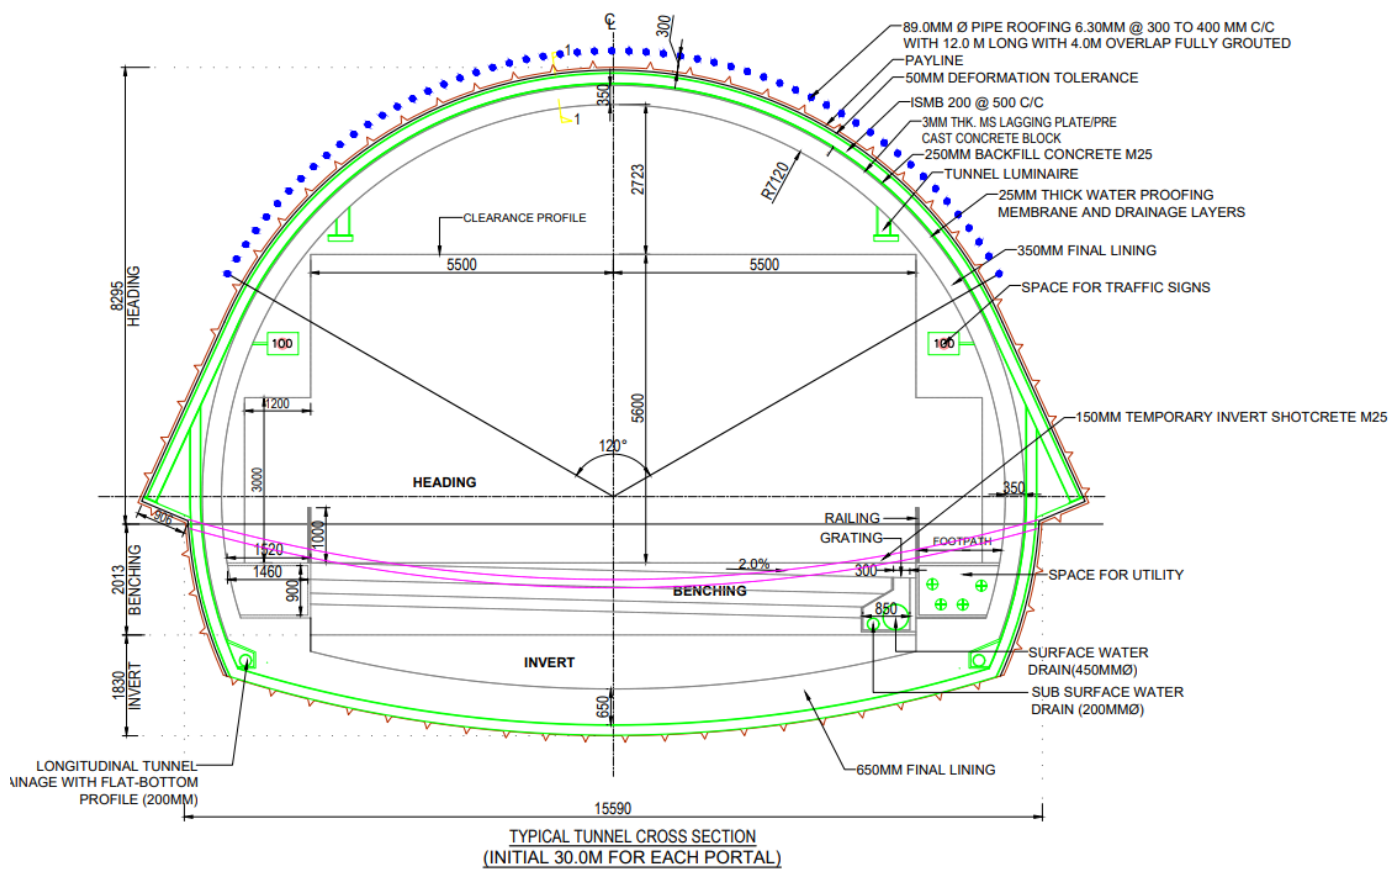 ℄
300
1
89.0MM Ø PIPE ROOFING 6.30MM @ 300 TO 400 MM C/C
WITH 12.0 M LONG WITH 4.0M OVERLAP FULLY GROUTED
PAYLINE
50MM DEFORMATION TOLERANCE
350
ISMB 200 @ 500 C/C
1
3MM THK. MS LAGGING PLATE/PRE
CAST CONCRETE BLOCK
250MM BACKFILL CONCRETE M25
TUNNEL LUMINAIRE
2723
R7120
25MM THICK WATER PROOFING
MEMBRANE AND DRAINAGE LAYERS
CLEARANCE PROFILE
350MM FINAL LINING
5500
5500
8295
HEADING
SPACE FOR TRAFFIC SIGNS
100
100
1200
5600
150MM TEMPORARY INVERT SHOTCRETE M25
120°
3000
HEADING
350
906
1000
RAILING
GRATING
FOOTPATH
1520
2.0%
300
1460
900
BENCHING
SPACE FOR UTILITY
2013
BENCHING
850
INVERT
SURFACE WATER
DRAIN(450MMØ)
1830
INVERT
650
SUB SURFACE WATER
DRAIN (200MMØ)
LONGITUDINAL TUNNEL
AINAGE WITH FLAT-BOTTOM
PROFILE (200MM)
650MM FINAL LINING
15590
TYPICAL TUNNEL CROSS SECTION
(INITIAL 30.0M FOR EACH PORTAL)